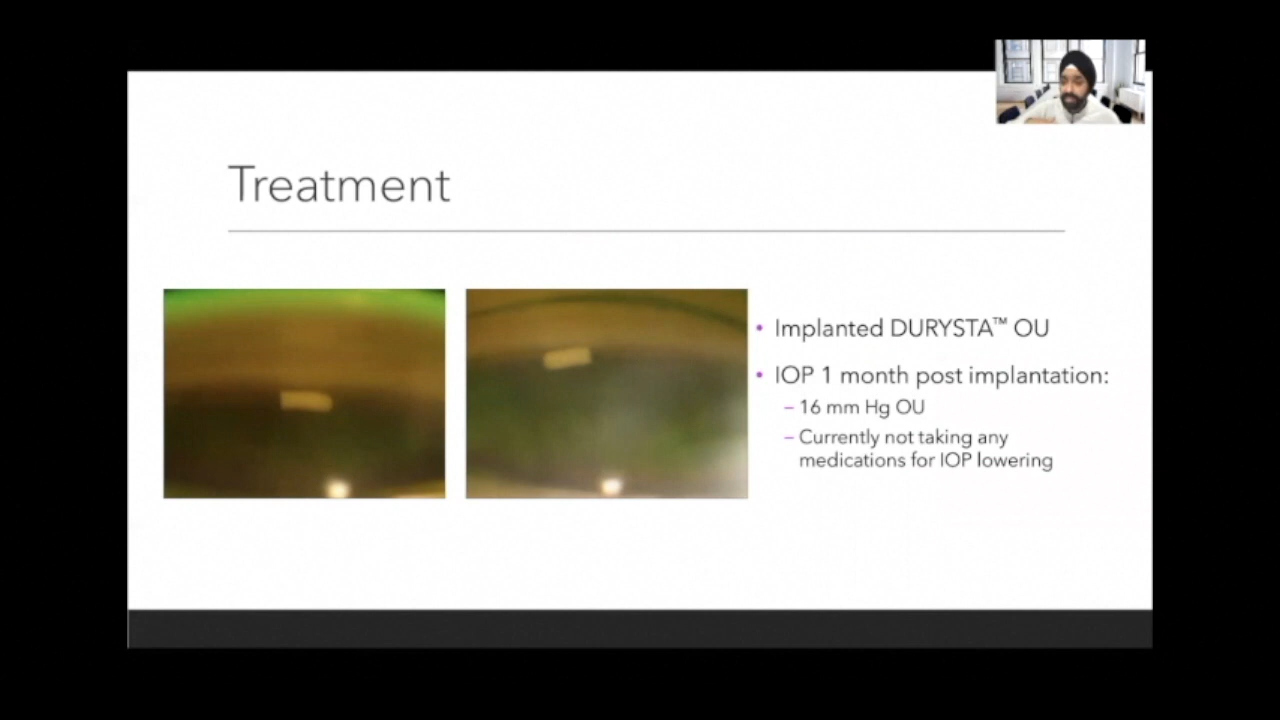 Treatment
• Implanted DURYSTA™ OU
• IOP 1 month post implantation:
– 16 mm Hg OU
– Currently not taking any
medications for IOP lowering